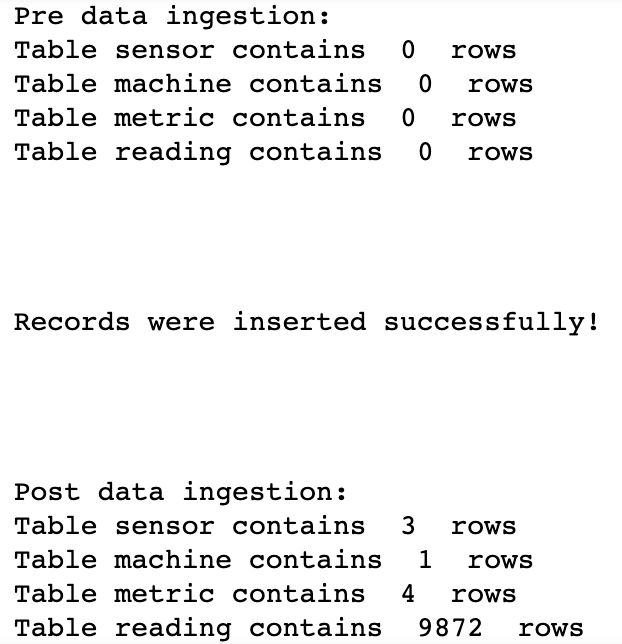 Pre data ingestion:
Table sensor contains  0  rows
Table machine contains  0  rows
Table metric contains  0  rows
Table reading contains  0  rows
Records were inserted successfully!
Post data ingestion:
Table sensor contains  3  rows
Table machine contains  1  rows
Table metric contains  4  rows
Table reading contains  9872  rows